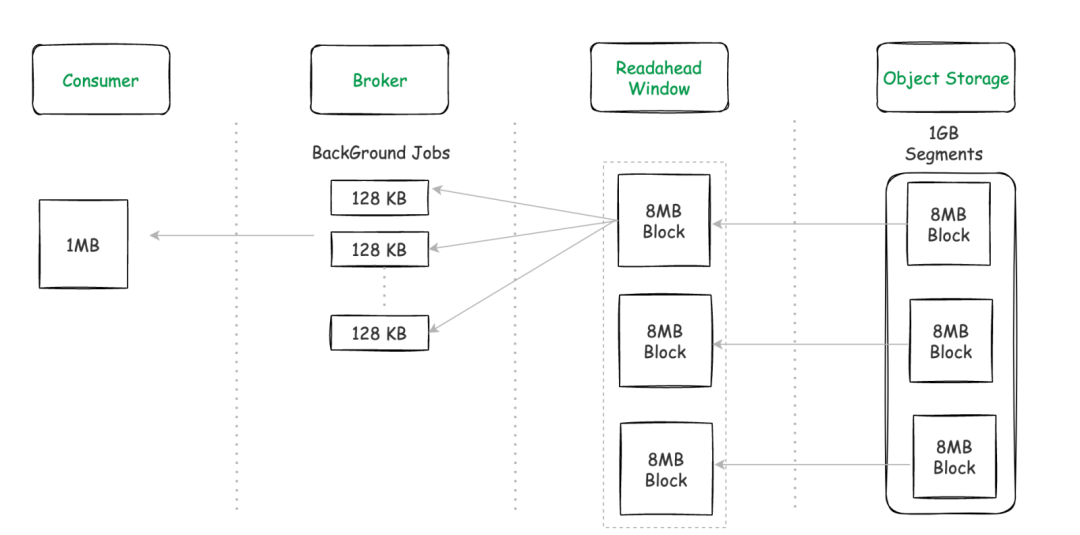 Consumer
Broker
Readahead
Window
Object Storage
BackGround Jobs
1GB
Segments
1MB
128 KB
128 KB
128 KB
8MB
Block
8MB
Block
8MB
Block
8MB
Block
8MB
Block
8MB
Block